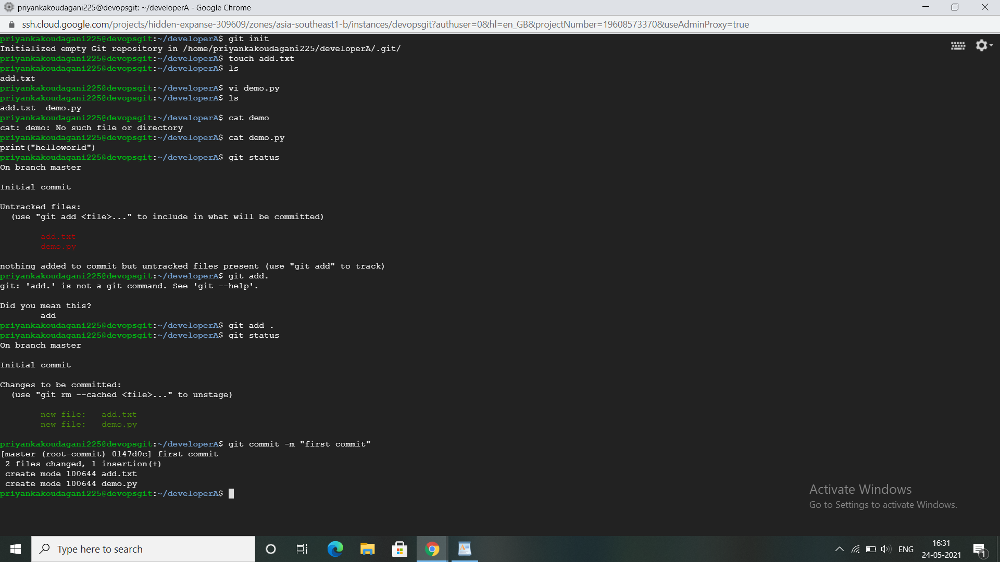 priyankakoudagani225@devopsgit: ~/developerA - Google Chrome
ssh.cloud.google.com/projects/hidden-expanse-309609/zones/asia-southeast1-b/instances/devopsgit?authuser=0&hl=en_GB&projectNumber=19608573370&useAdminProxy=true
priyankakoudagani225@devopsgit:~/developerA$ git init
Initialized empty Git repository in /home/priyankakoudagani225/developerA/.git/
priyankakoudagani225@devopsgit:~/developerA$ touch add.txt
priyankakoudagani225@devopsgit:~/developerA$ ls
add.txt
priyankakoudagani225@devopsgit:~/developerA$ vi demo.py
priyankakoudagani225@devopsgit:~/developerA$ ls
add.txt  demo.py
priyankakoudagani225@devopsgit:~/developerA$ cat demo
cat: demo: No such file or directory
priyankakoudagani225@devopsgit:~/developerA$ cat demo.py
print("helloworld")
priyankakoudagani225@devopsgit:~/developerA$ git status
On branch master
Initial commit
Untracked files:
  (use "git add <file>..." to include in what will be committed)
        add.txt
        demo.py
nothing added to commit but untracked files present (use "git add" to track)
priyankakoudagani225@devopsgit:~/developerA$ git add.
git: 'add.' is not a git command. See 'git --help'.
Did you mean this?
        add
priyankakoudagani225@devopsgit:~/developerA$ git add .
priyankakoudagani225@devopsgit:~/developerA$ git status
On branch master
Initial commit
Changes to be committed:
  (use "git rm --cached <file>..." to unstage)
        new file:   add.txt
        new file:   demo.py
priyankakoudagani225@devopsgit:~/developerA$ git commit -m "first commit"
[master (root-commit) 0147d0c] first commit
 2 files changed, 1 insertion(+)
 create mode 100644 add.txt
 create mode 100644 demo.py
priyankakoudagani225@devopsgit:~/developerA$
Activate Windows
Go to Settings to activate Windows.
Type here to search
ENG
16:31
24-05-2021
1